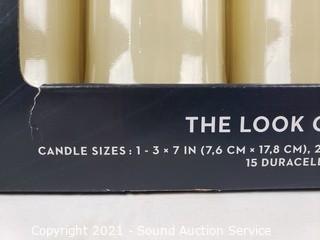 THE LOOK
CANDLE SIZES: 1 - 3 × 7 IN (7,6 CM × 17,8 CM), 2
15 DURACELL
Copyright 2021 - Sound Auction Service